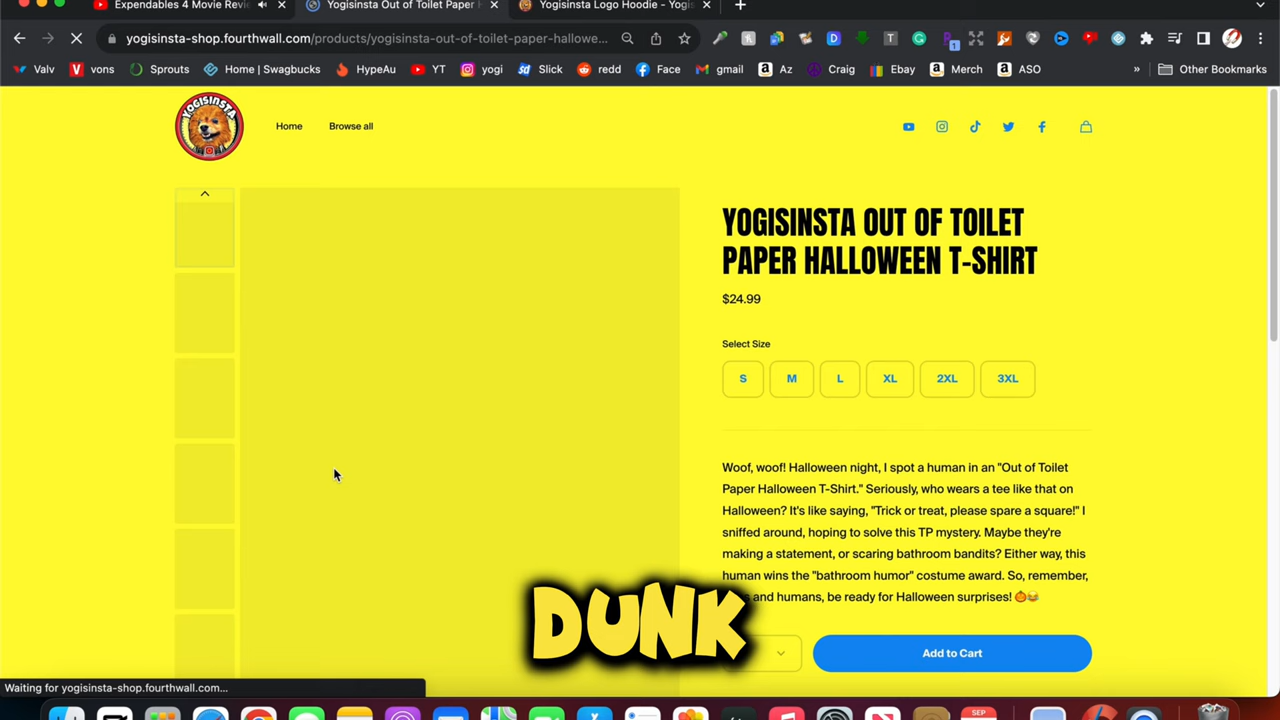 Expendables 4 Movie Revi
Yogisinsta Out of Toilet Paper H
Yogisinsta Logo Hoodie - Yogis
yogisinsta-shop.fourthwall.com/products/yogisinsta-out-of-toilet-paper-hallowe...
Valv
vons
Sprouts
Home | Swagbucks
HypeAu
YT
yogi
Slick
redd
Face
gmail
Az
Craig
Ebay
Merch
ASO
»
Other Bookmarks
YOGISINSTA
Home
Browse all
YOGISINSTA OUT OF TOILET
PAPER HALLOWEEN T-SHIRT
$24.99
Select Size
S
M
L
XL
2XL
3XL
Woof, woof! Halloween night, I spot a human in an "Out of Toilet
Paper Halloween T-Shirt." Seriously, who wears a tee like that on
Halloween? It's like saying, "Trick or treat, please spare a square!" I
sniffed around, hoping to solve this TP mystery. Maybe they're
making a statement, or scaring bathroom bandits? Either way, this
human wins the "bathroom humor" costume award. So, remember,
and humans, be ready for Halloween surprises! 🎃😂
DUNK
Add to Cart
Waiting for yogisinsta-shop.fourthwall.com...
SEP